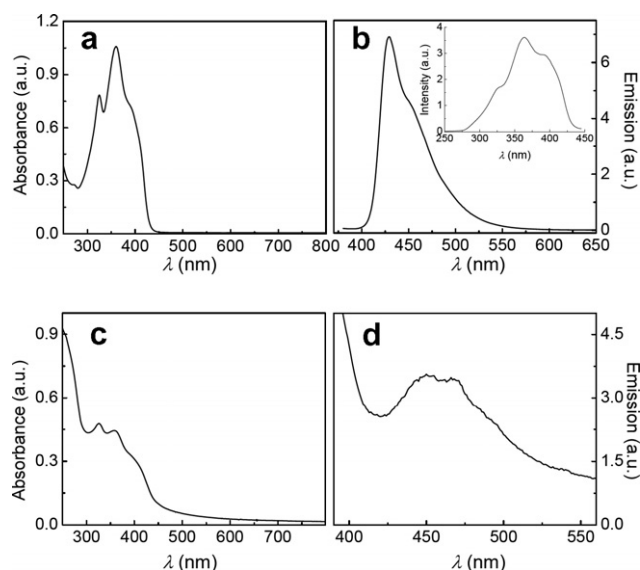 a
Absorbance (a.u.)
1.2
0.9
0.6
0.3
0.0
300 400 500 600 700 800
λ (nm)
b
Emission (a.u.)
6
4
2
0
400 450 500 550 600 650
λ (nm)
Intensity (a.u.)
4
3
2
1
0
250 300 350 400 450
λ (nm)
c
Absorbance (a.u.)
0.9
0.6
0.3
0.0
300 400 500 600 700
λ (nm)
d
Emission (a.u.)
4.5
3.0
1.5
0.0
400 450 500 550
λ (nm)